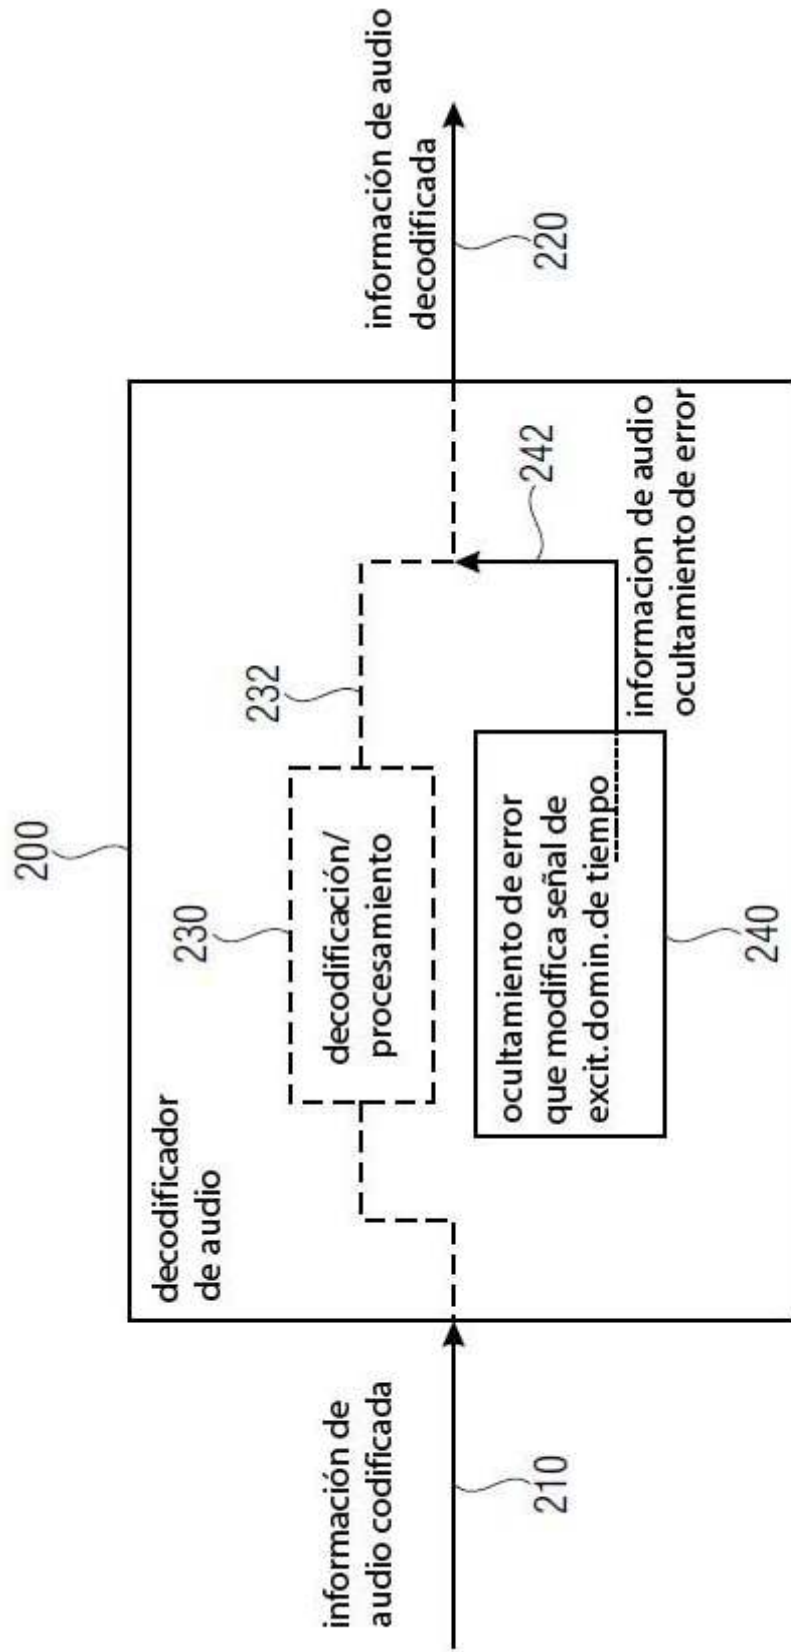 200
decodificador
de audio
230
decodificación/
procesamiento
232
información de
audio codificada
210
ocultamiento de error
que modifica señal de
excit. domin. de tiempo
240
242
informacion de audio
ocultamiento de error
información de audio
decodificada
220